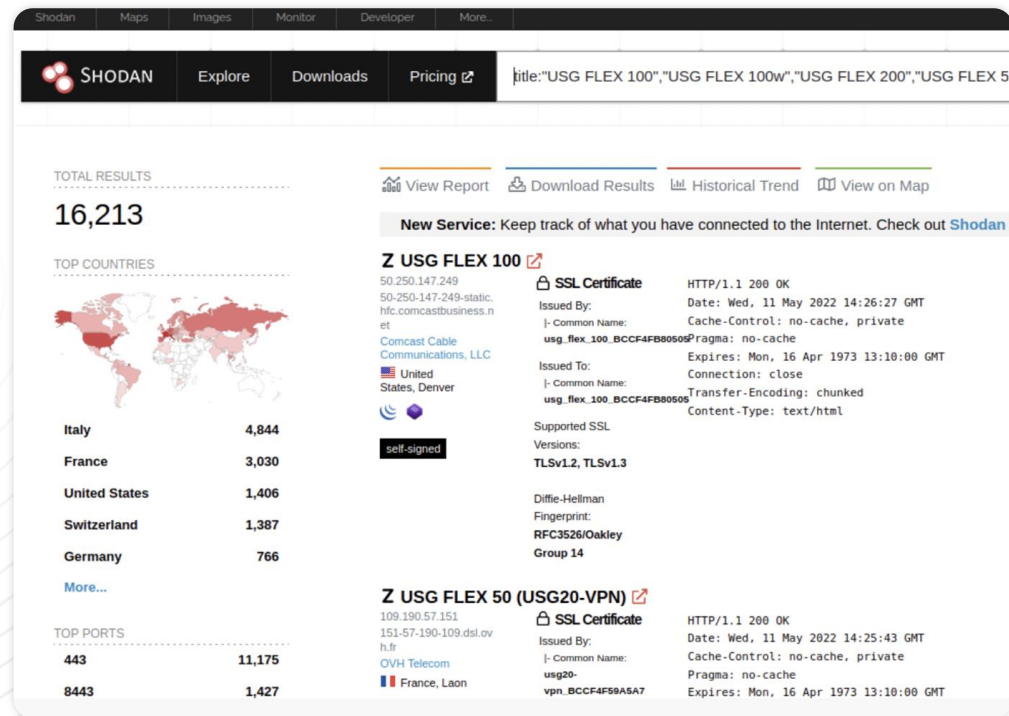 Shodan Maps Images Monitor Developer More..
SHODAN Explore Downloads Pricing
title:"USG FLEX 100","USG FLEX 100w","USG FLEX 200","USG FLEX 5
TOTAL RESULTS
16,213
TOP COUNTRIES
Italy 4,844
France 3,030
United States 1,406
Switzerland 1,387
Germany 766
More...
TOP PORTS
443 11,175
8443 1,427
View Report Download Results Historical Trend View on Map
New Service: Keep track of what you have connected to the Internet. Check out Shodan
Z USG FLEX 100
50.250.147.249
50-250-147-249-static.
hfc.comcastbusiness.n
et
Comcast Cable
Communications, LLC
United
States, Denver
self-signed
SSL Certificate
Issued By:
|- Common Name:
usg_flex_100_BCCF4FB80505
Issued To:
|- Common Name:
usg_flex_100_BCCF4FB80505
Supported SSL
Versions:
TLSv1.2, TLSv1.3
Diffie-Hellman
Fingerprint:
RFC3526/Oakley
Group 14
HTTP/1.1 200 OK
Date: Wed, 11 May 2022 14:26:27 GMT
Cache-Control: no-cache, private
Pragma: no-cache
Expires: Mon, 16 Apr 1973 13:10:00 GMT
Connection: close
Transfer-Encoding: chunked
Content-Type: text/html
Z USG FLEX 50 (USG20-VPN)
109.190.57.151
151-57-190-109.dsl.ov
h.fr
OVH Telecom
France, Laon
SSL Certificate
Issued By:
|- Common Name:
usg20-
vpn_BCCF4F59A5A7
HTTP/1.1 200 OK
Date: Wed, 11 May 2022 14:25:43 GMT
Cache-Control: no-cache, private
Pragma: no-cache
Expires: Mon, 16 Apr 1973 13:10:00 GMT